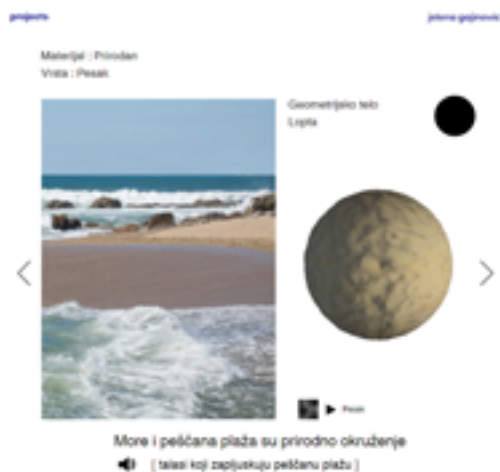 projects
jelena gajinovic
Materijal : Prirodan
Vrsta : Pesak
Geometrijsko telo
Lopta
Pesak
More i peščana plaža su prirodno okruženje
[ talasi koji zapljuskuju peščanu plažu ]